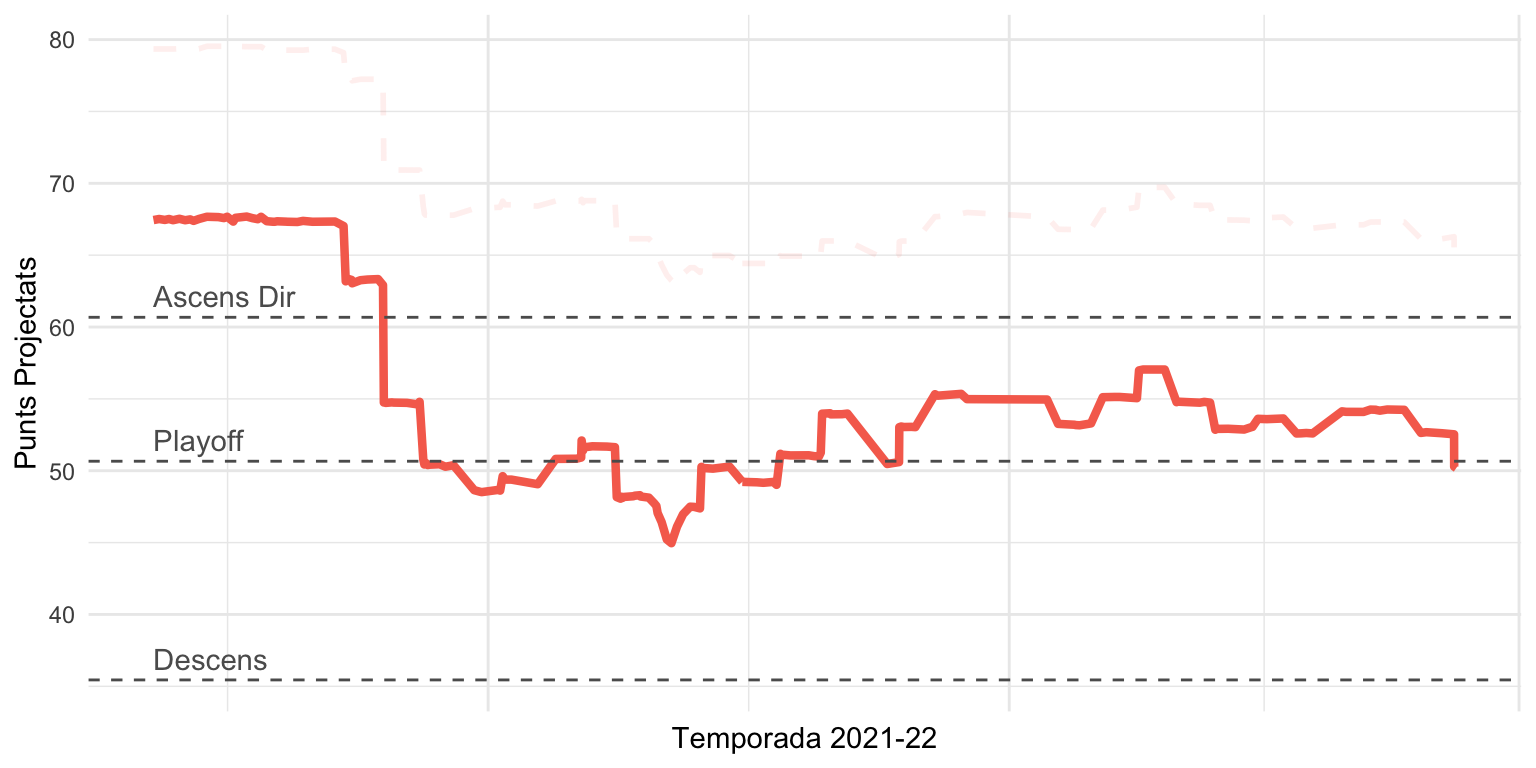 80
70
60
50
40
Punts Projectats
Ascens Dir
Playoff
Descens
Temporada 2021-22